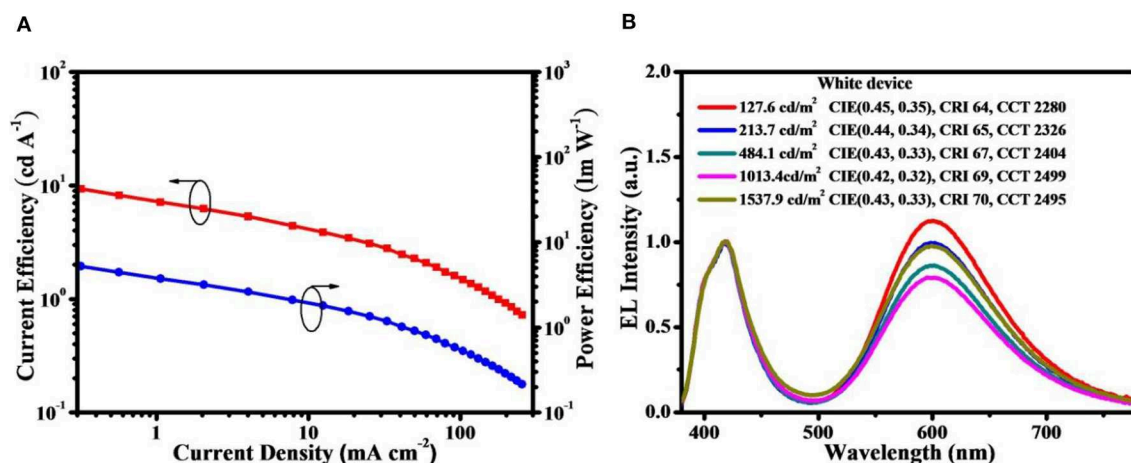 A
B
10²
10¹
10⁰
10⁻¹
Current Efficiency (cd A⁻¹)
10³
10²
10¹
10⁰
10⁻¹
Power Efficiency (lm W⁻¹)
1
10
100
Current Density (mA cm⁻²)
2.0
1.5
1.0
0.5
0.0
EL Intensity (a.u.)
White device
127.6 cd/m² CIE(0.45, 0.35), CRI 64, CCT 2280
213.7 cd/m² CIE(0.44, 0.34), CRI 65, CCT 2326
484.1 cd/m² CIE(0.43, 0.33), CRI 67, CCT 2404
1013.4cd/m² CIE(0.42, 0.32), CRI 69, CCT 2499
1537.9 cd/m² CIE(0.43, 0.33), CRI 70, CCT 2495
400
500
600
700
Wavelength (nm)